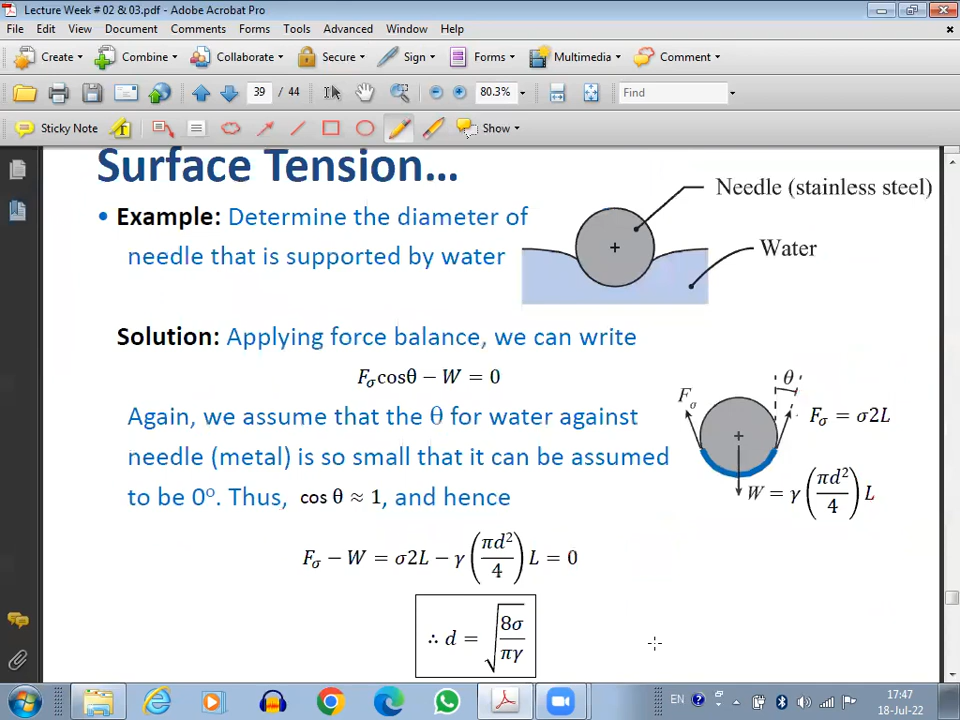 Lecture Week # 02 & 03.pdf - Adobe Acrobat Pro
File Edit View Document Comments Forms Tools Advanced Window Help
Create Combine Collaborate Secure Sign Forms Multimedia Comment
39 / 44 80.3% Find
Sticky Note Show
Surface Tension...
• Example: Determine the diameter of
needle that is supported by water
Needle (stainless steel)
Water
Solution: Applying force balance, we can write
F_σcosθ − W = 0
Again, we assume that the θ for water against
needle (metal) is so small that it can be assumed
to be 0°. Thus, cos θ ≈ 1, and hence
F_σ − W = σ2L − γ(πd²/4)L = 0
∴ d = √(8σ/πγ)
θ
F_σ
F_σ = σ2L
W = γ(πd²/4)L
EN 17:47
18-Jul-22